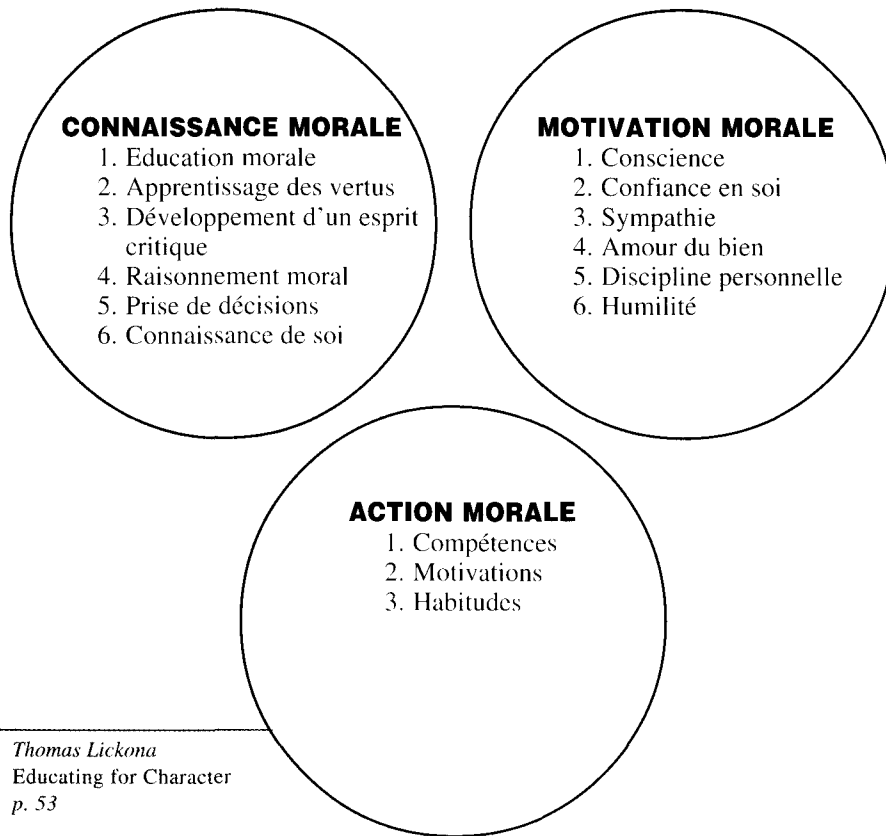 CONNAISSANCE MORALE
1. Education morale
2. Apprentissage des vertus
3. Développement d'un esprit
critique
4. Raisonnement moral
5. Prise de décisions
6. Connaissance de soi
MOTIVATION MORALE
1. Conscience
2. Confiance en soi
3. Sympathie
4. Amour du bien
5. Discipline personnelle
6. Humilité
ACTION MORALE
1. Compétences
2. Motivations
3. Habitudes
Thomas Lickona
Educating for Character
p. 53